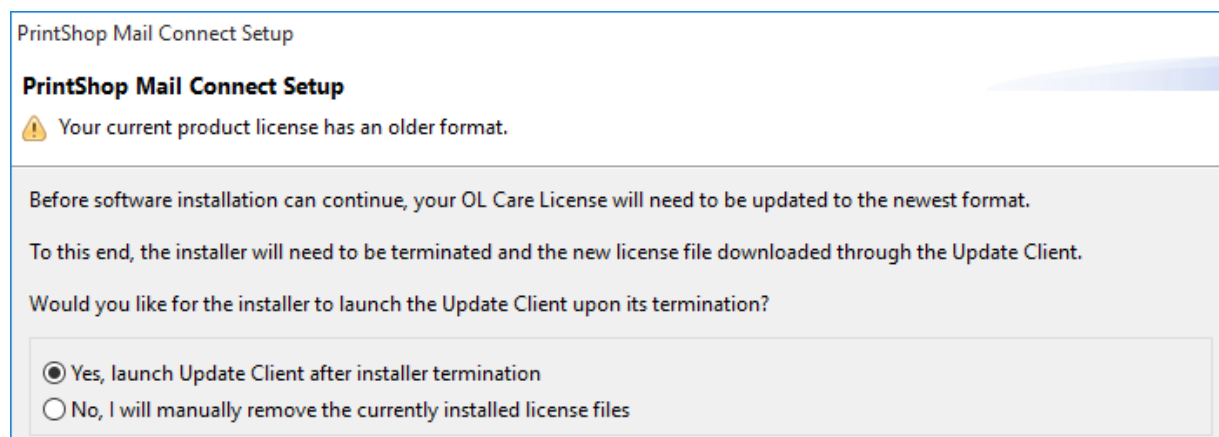 PrintShop Mail Connect Setup
PrintShop Mail Connect Setup
Your current product license has an older format.
Before software installation can continue, your OL Care License will need to be updated to the newest format.
To this end, the installer will need to be terminated and the new license file downloaded through the Update Client.
Would you like for the installer to launch the Update Client upon its termination?
Yes, launch Update Client after installer termination
No, I will manually remove the currently installed license files